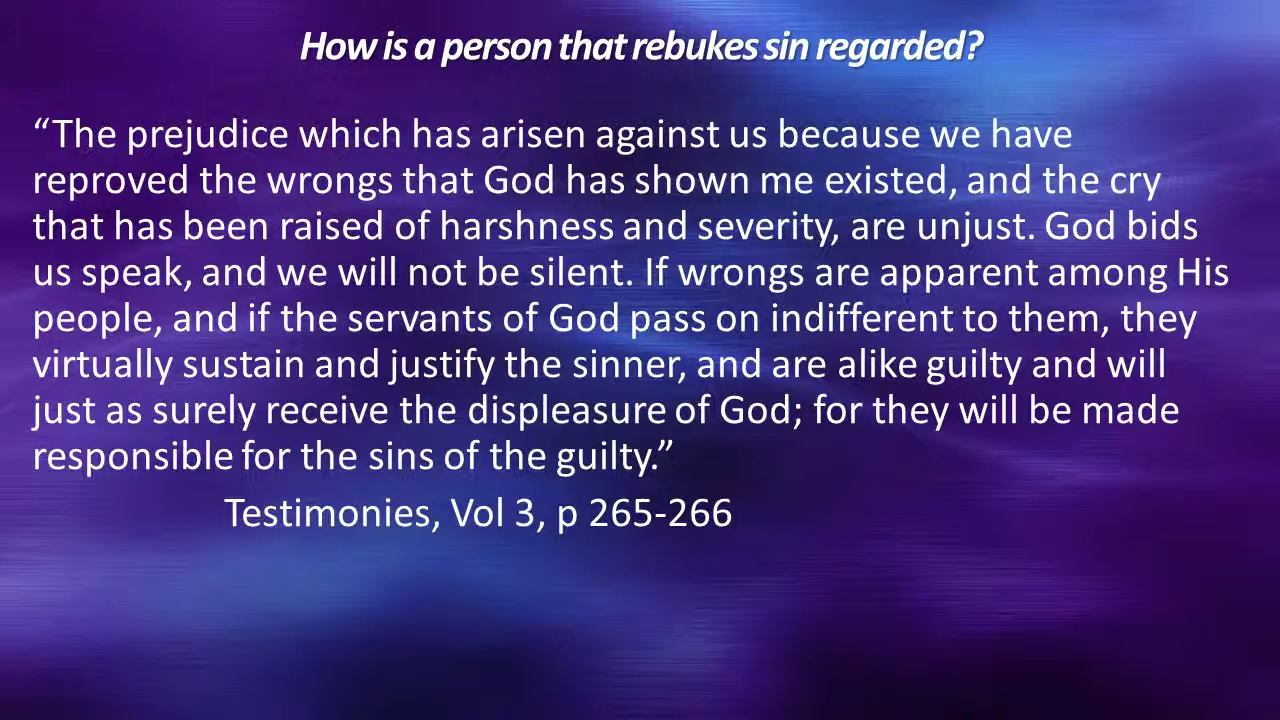 How is a person that rebukes sin regarded?
“The prejudice which has arisen against us because we have
reproved the wrongs that God has shown me existed, and the cry
that has been raised of harshness and severity, are unjust. God bids
us speak, and we will not be silent. If wrongs are apparent among His
people, and if the servants of God pass on indifferent to them, they
virtually sustain and justify the sinner, and are alike guilty and will
just as surely receive the displeasure of God; for they will be made
responsible for the sins of the guilty.”
Testimonies, Vol 3, p 265-266